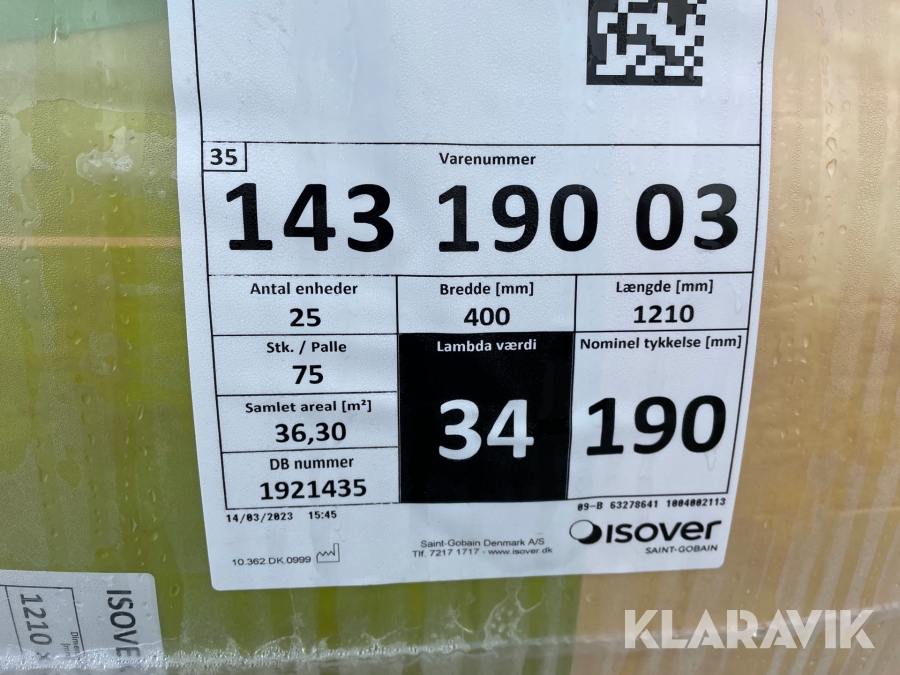 35
Varenummer
143 190 03
Antal enheder
25
Bredde [mm]
400
Længde [mm]
1210
Stk. / Palle
75
Lambda værdi
34
Nominel tykkelse [mm]
190
Samlet areal [m²]
36,30
DB nummer
1921435
14/03/2023 15:45
09-B 63278641 1004002113
10.362.DK.0999
Saint-Gobain Denmark A/S
Tlf. 7217 1717 - www.isover.dk
isover
SAINT-GOBAIN
ISOVE
1210 ×
KLARAVIK